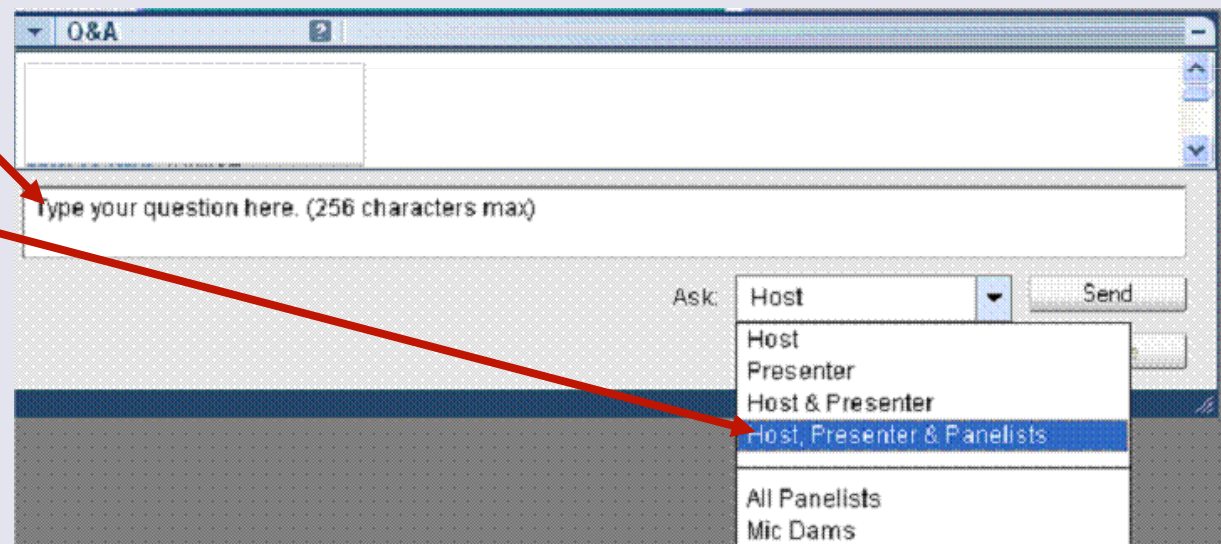 Q&A ?
Type your question here. (256 characters max)
Ask: Host Send
Host
Presenter
Host & Presenter
Host, Presenter & Panelists
All Panelists
Mic Dams